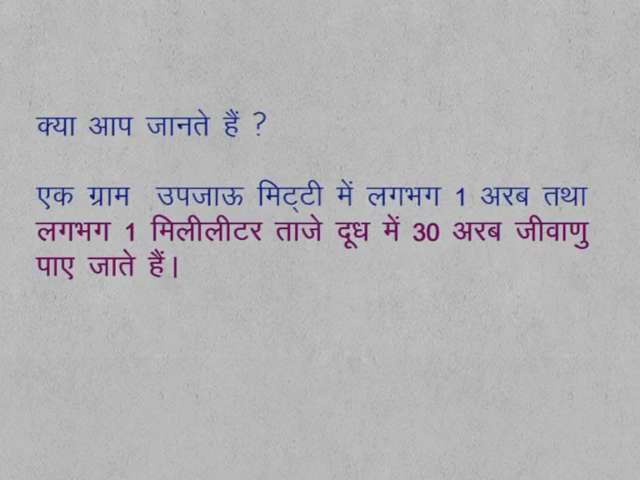 क्या आप जानते हैं ?
एक ग्राम उपजाऊ मिट्टी में लगभग 1 अरब तथा
लगभग 1 मिलीलीटर ताजे दूध में 30 अरब जीवाणु
पाए जाते हैं।